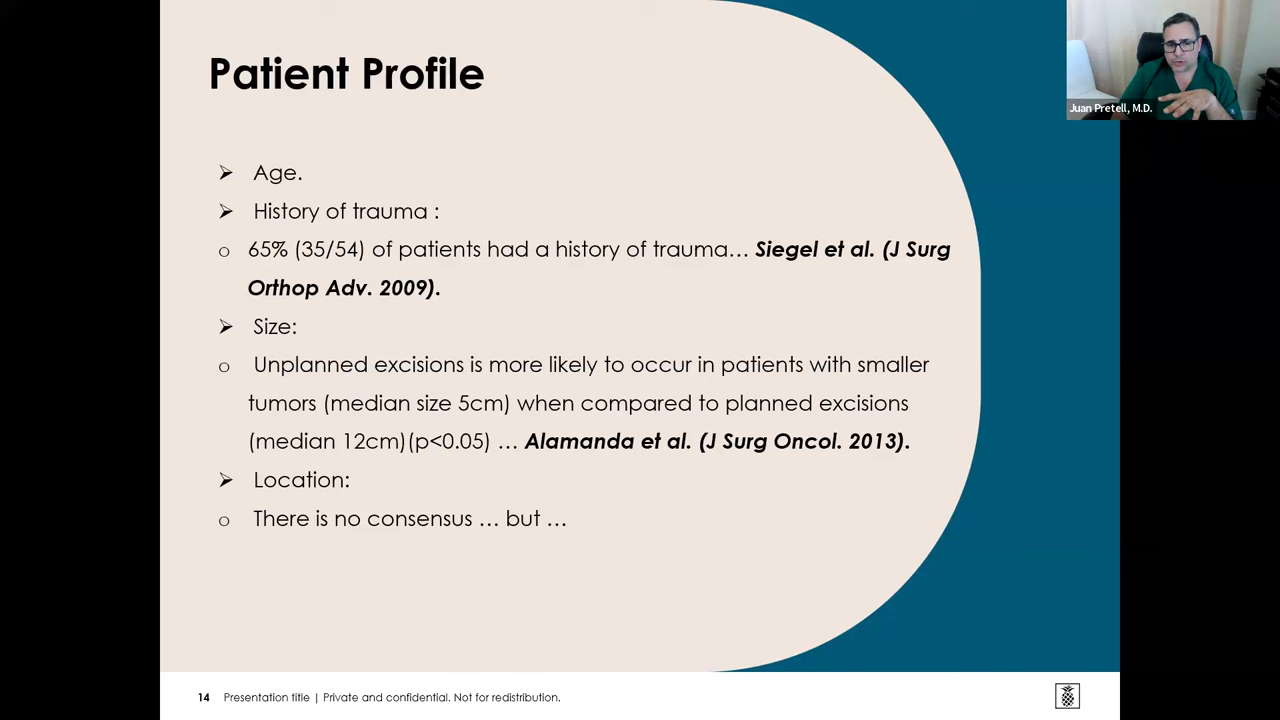 Patient Profile
Juan Pretell, M.D.
➢ Age.
➢ History of trauma :
o 65% (35/54) of patients had a history of trauma… Siegel et al. (J Surg
Orthop Adv. 2009).
➢ Size:
o Unplanned excisions is more likely to occur in patients with smaller
tumors (median size 5cm) when compared to planned excisions
(median 12cm)(p<0.05) … Alamanda et al. (J Surg Oncol. 2013).
➢ Location:
o There is no consensus … but …
14 Presentation title | Private and confidential. Not for redistribution.